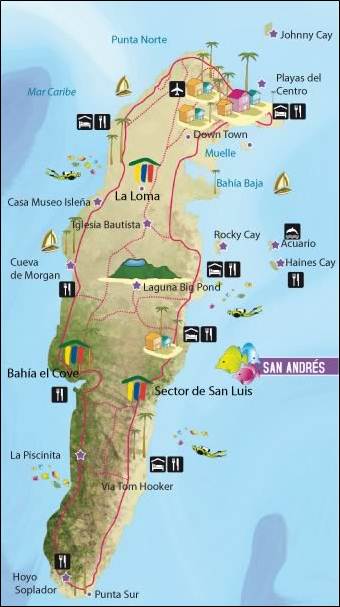 Johnny Cay
Punta Norte
Playas del
Centro
Mar Caribe
Down Town
Muelle
La Loma
Bahía Baja
Casa Museo Isleña
Iglesia Bautista
Rocky Cay
Acuario
Cueva
de Morgan
Haines Cay
Laguna Big Pond
SAN ANDRÉS
Bahía el Cove
Sector de San Luis
La Piscinita
Via Tom Hooker
Hoyo
Soplador
Punta Sur